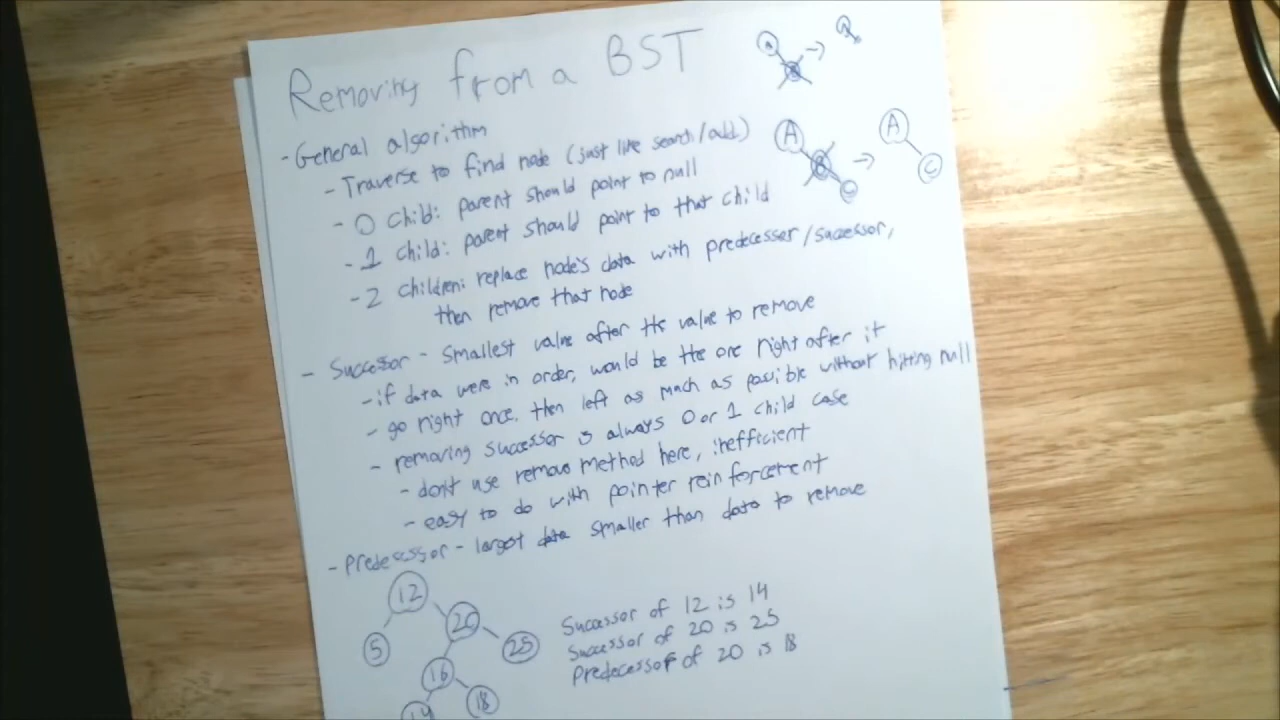 Removing from a BST
- General algorithm
- Traverse to find node (just like search/add)
- 0 child: parent should point to null
- 1 child: parent should point to that child
- 2 children: replace node's data with predecessor/successor,
then remove that node
- Successor - smallest value after the value to remove
- if data were in order, would be the one right after it
- go right once, then left as much as possible without hitting null
- removing successor is always 0 or 1 child case
- don't use remove method here, inefficient
- easy to do with pointer reinforcement
- Predecessor - largest data smaller than data to remove
A
A
C
12
20
5
25
16
18
14
Successor of 12 is 14
Successor of 20 is 25
Predecessor of 20 is 18